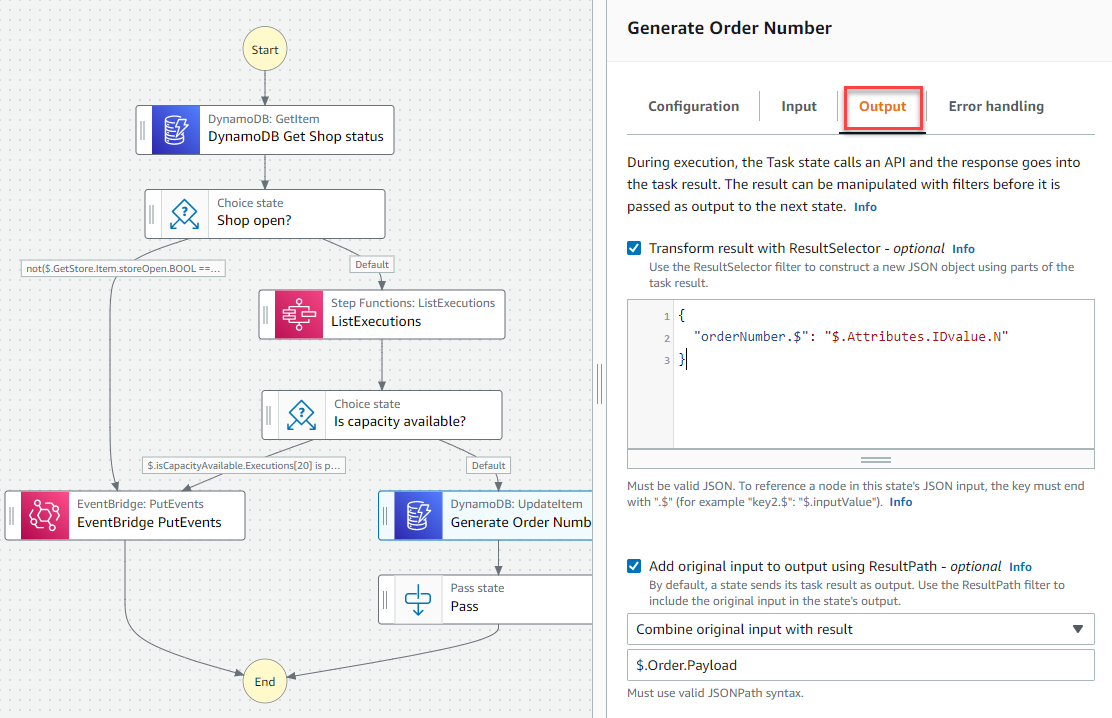 Start
DynamoDB: GetItem
DynamoDB Get Shop status
Choice state
Shop open?
not($.GetStore.Item.storeOpen.BOOL ==...
Default
Step Functions: ListExecutions
ListExecutions
Choice state
Is capacity available?
$.isCapacityAvailable.Executions[20] is p...
Default
EventBridge: PutEvents
EventBridge PutEvents
DynamoDB: UpdateItem
Generate Order Numb
Pass state
Pass
End
Generate Order Number
Configuration
Input
Output
Error handling
During execution, the Task state calls an API and the response goes into
the task result. The result can be manipulated with filters before it is
passed as output to the next state. Info
Transform result with ResultSelector - optional Info
Use the ResultSelector filter to construct a new JSON object using parts of the
task result.
1 {
2 "orderNumber.$": "$.Attributes.IDvalue.N"
3 }
Must be valid JSON. To reference a node in this state's JSON input, the key must end
with ".$" (for example "key2.$": "$.inputValue"). Info
Add original input to output using ResultPath - optional Info
By default, a state sends its task result as output. Use the ResultPath filter to
include the original input in the state's output.
Combine original input with result
$.Order.Payload
Must use valid JSONPath syntax.